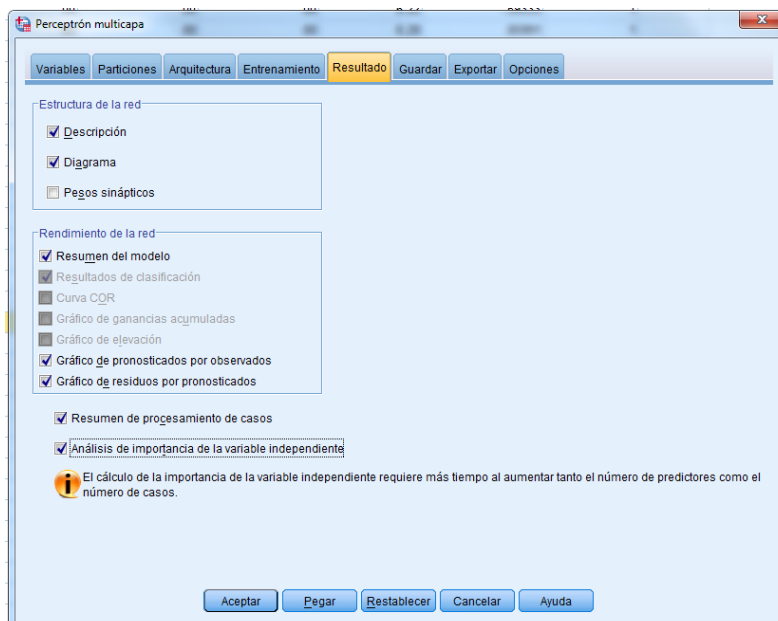 Perceptrón multicapa
Variables Particiones Arquitectura Entrenamiento Resultado Guardar Exportar Opciones
Estructura de la red
Descripción
Diagrama
Pesos sinápticos
Rendimiento de la red
Resumen del modelo
Resultados de clasificación
Curva COR
Gráfico de ganancias acumuladas
Gráfico de elevación
Gráfico de pronosticados por observados
Gráfico de residuos por pronosticados
Resumen de procesamiento de casos
Análisis de importancia de la variable independiente
El cálculo de la importancia de la variable independiente requiere más tiempo al aumentar tanto el número de predictores como el
número de casos.
Aceptar Pegar Restablecer Cancelar Ayuda